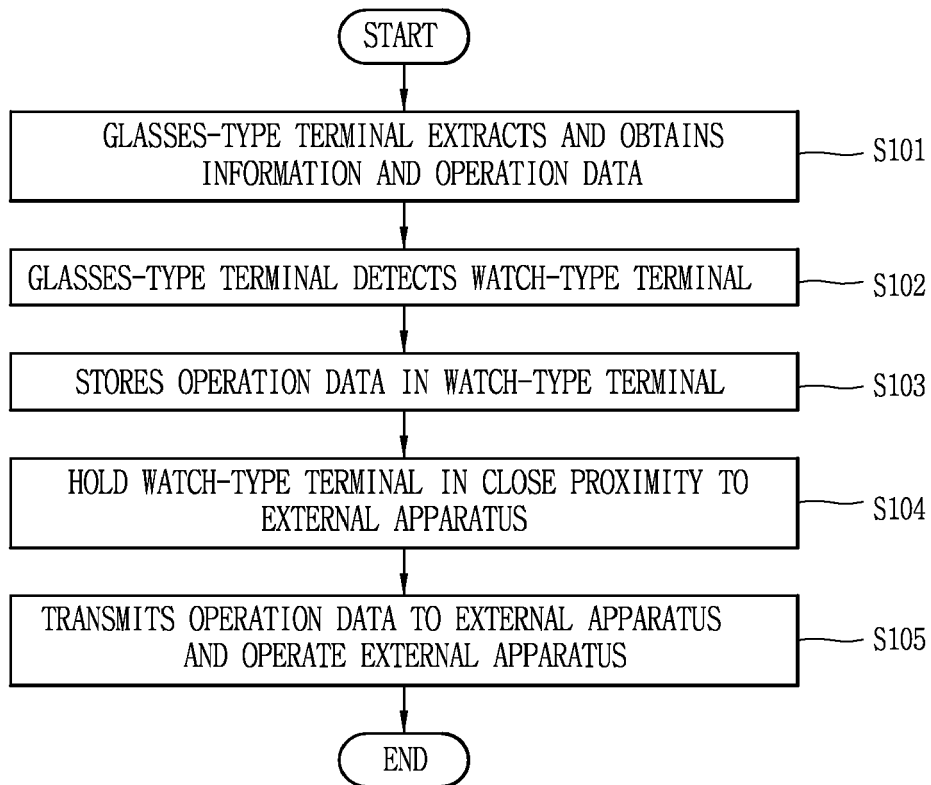 START
GLASSES-TYPE TERMINAL EXTRACTS AND OBTAINS
INFORMATION AND OPERATION DATA
S101
GLASSES-TYPE TERMINAL DETECTS WATCH-TYPE TERMINAL
S102
STORES OPERATION DATA IN WATCH-TYPE TERMINAL
S103
HOLD WATCH-TYPE TERMINAL IN CLOSE PROXIMITY TO
EXTERNAL APPARATUS
S104
TRANSMITS OPERATION DATA TO EXTERNAL APPARATUS
AND OPERATE EXTERNAL APPARATUS
S105
END